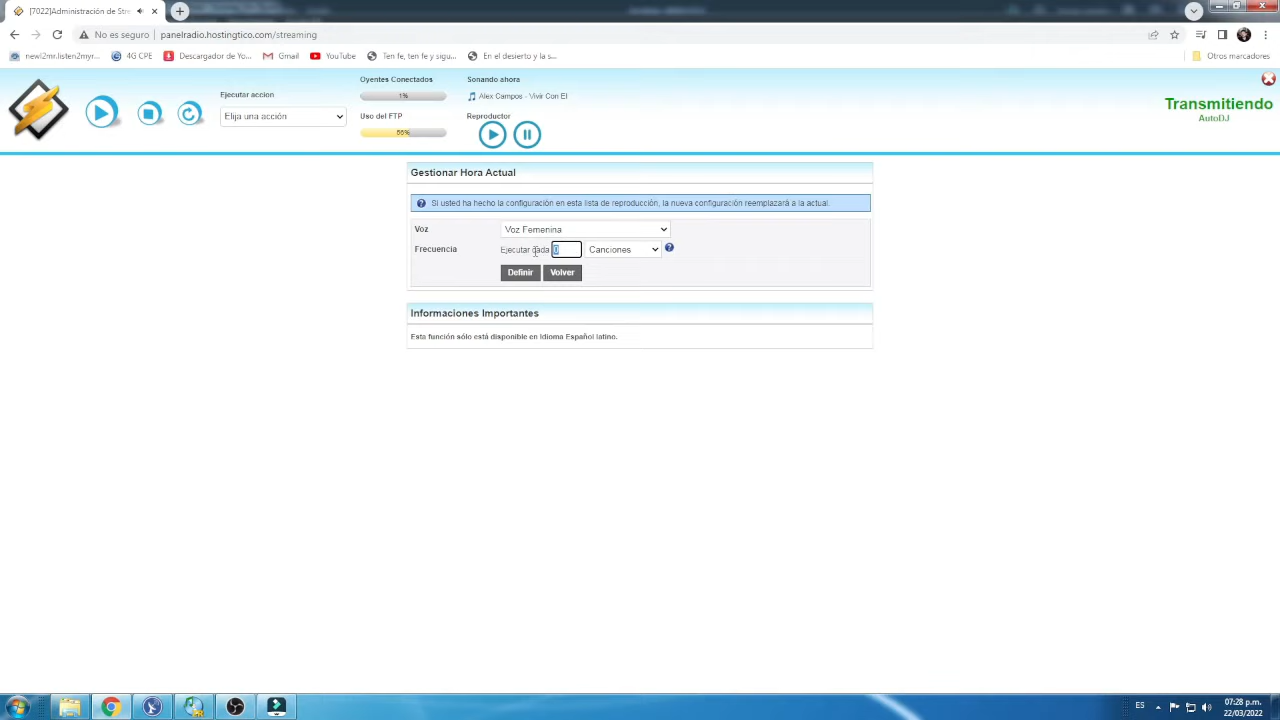 [7022]Administración de Stre
No es seguro
panelradio.hostingtico.com/streaming
new!2mr.listen2myr...
4G CPE
Descargador de Yo...
Gmail
YouTube
Ten fe, ten fe y sigu...
En el desierto y la s...
Otros marcadores
Ejecutar accion
Elija una acción
Oyentes Conectados
1%
Uso del FTP
55%
Sonando ahora
Alex Campos - Vivir Con El
Reproductor
Transmitiendo
AutoDJ
Gestionar Hora Actual
Si usted ha hecho la configuración en esta lista de reproducción, la nueva configuración reemplazará a la actual.
Voz
Voz Femenina
Frecuencia
Ejecutar cada 0 Canciones
Definir
Volver
Informaciones Importantes
Esta función sólo está disponible en Idioma Español latino.
ES
07:28 p.m.
22/03/2022